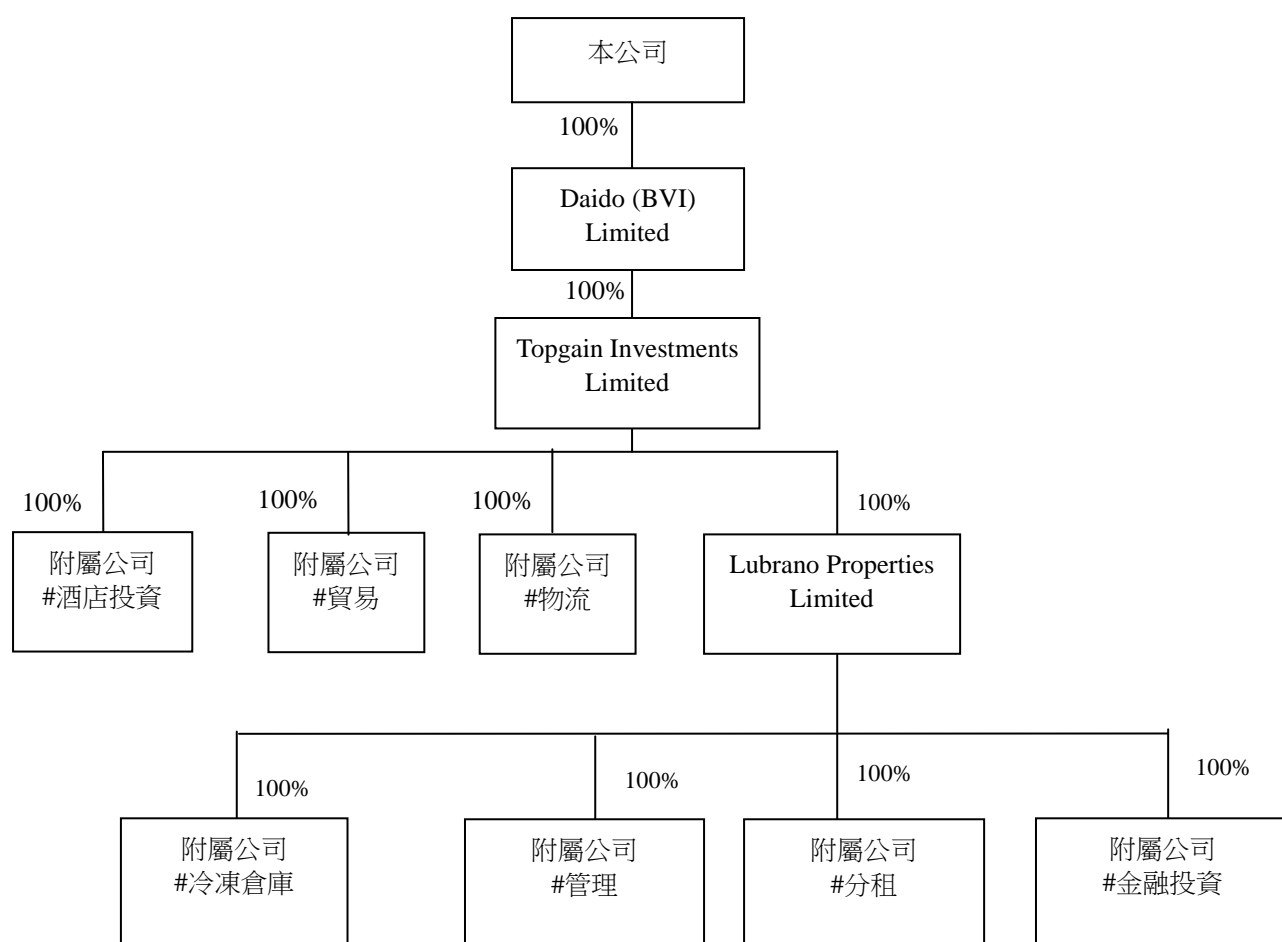 本公司
100%
Daido (BVI)
Limited
100%
Topgain Investments
Limited
100%
100%
100%
100%
附屬公司
#酒店投資
附屬公司
#貿易
附屬公司
#物流
Lubrano Properties
Limited
100%
100%
100%
100%
附屬公司
#冷凍倉庫
附屬公司
#管理
附屬公司
#分租
附屬公司
#金融投資